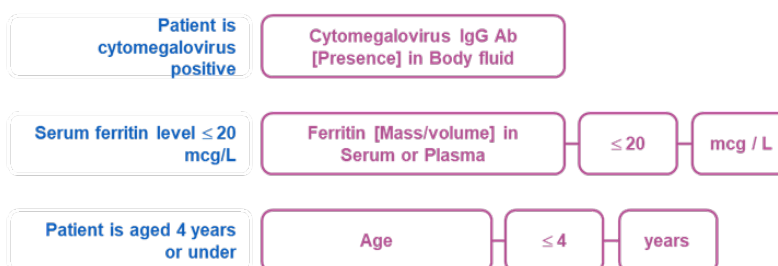 Patient is
cytomegalovirus
positive
Cytomegalovirus IgG Ab
[Presence] in Body fluid
Serum ferritin level ≤ 20
mcg/L
Ferritin [Mass/volume] in
Serum or Plasma
≤ 20
mcg / L
Patient is aged 4 years
or under
Age
≤ 4
years